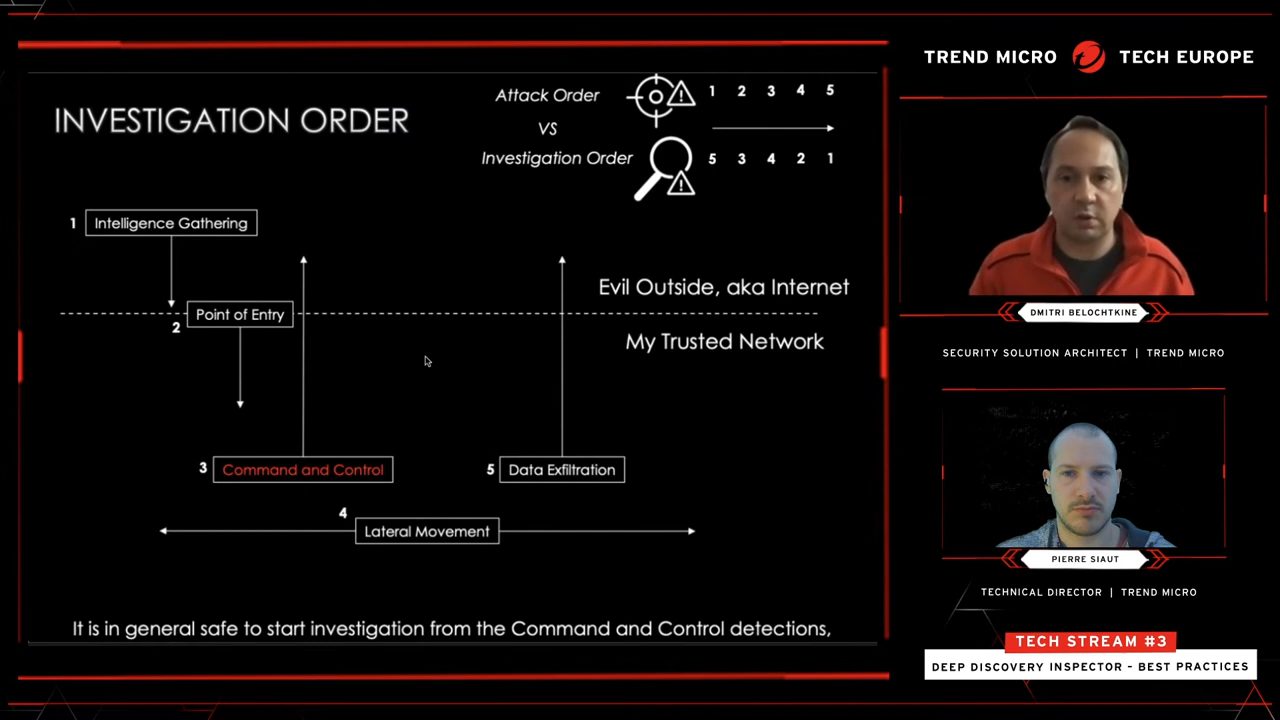 INVESTIGATION ORDER
Attack Order
1 2 3 4 5
VS
Investigation Order
5 3 4 2 1
1 Intelligence Gathering
Evil Outside, aka Internet
2 Point of Entry
My Trusted Network
3 Command and Control
5 Data Exfiltration
4
Lateral Movement
It is in general safe to start investigation from the Command and Control detections,
TREND MICRO TECH EUROPE
DMITRI BELOCHTKINE
SECURITY SOLUTION ARCHITECT | TREND MICRO
PIERRE SIAUT
TECHNICAL DIRECTOR | TREND MICRO
TECH STREAM #3
DEEP DISCOVERY INSPECTOR – BEST PRACTICES